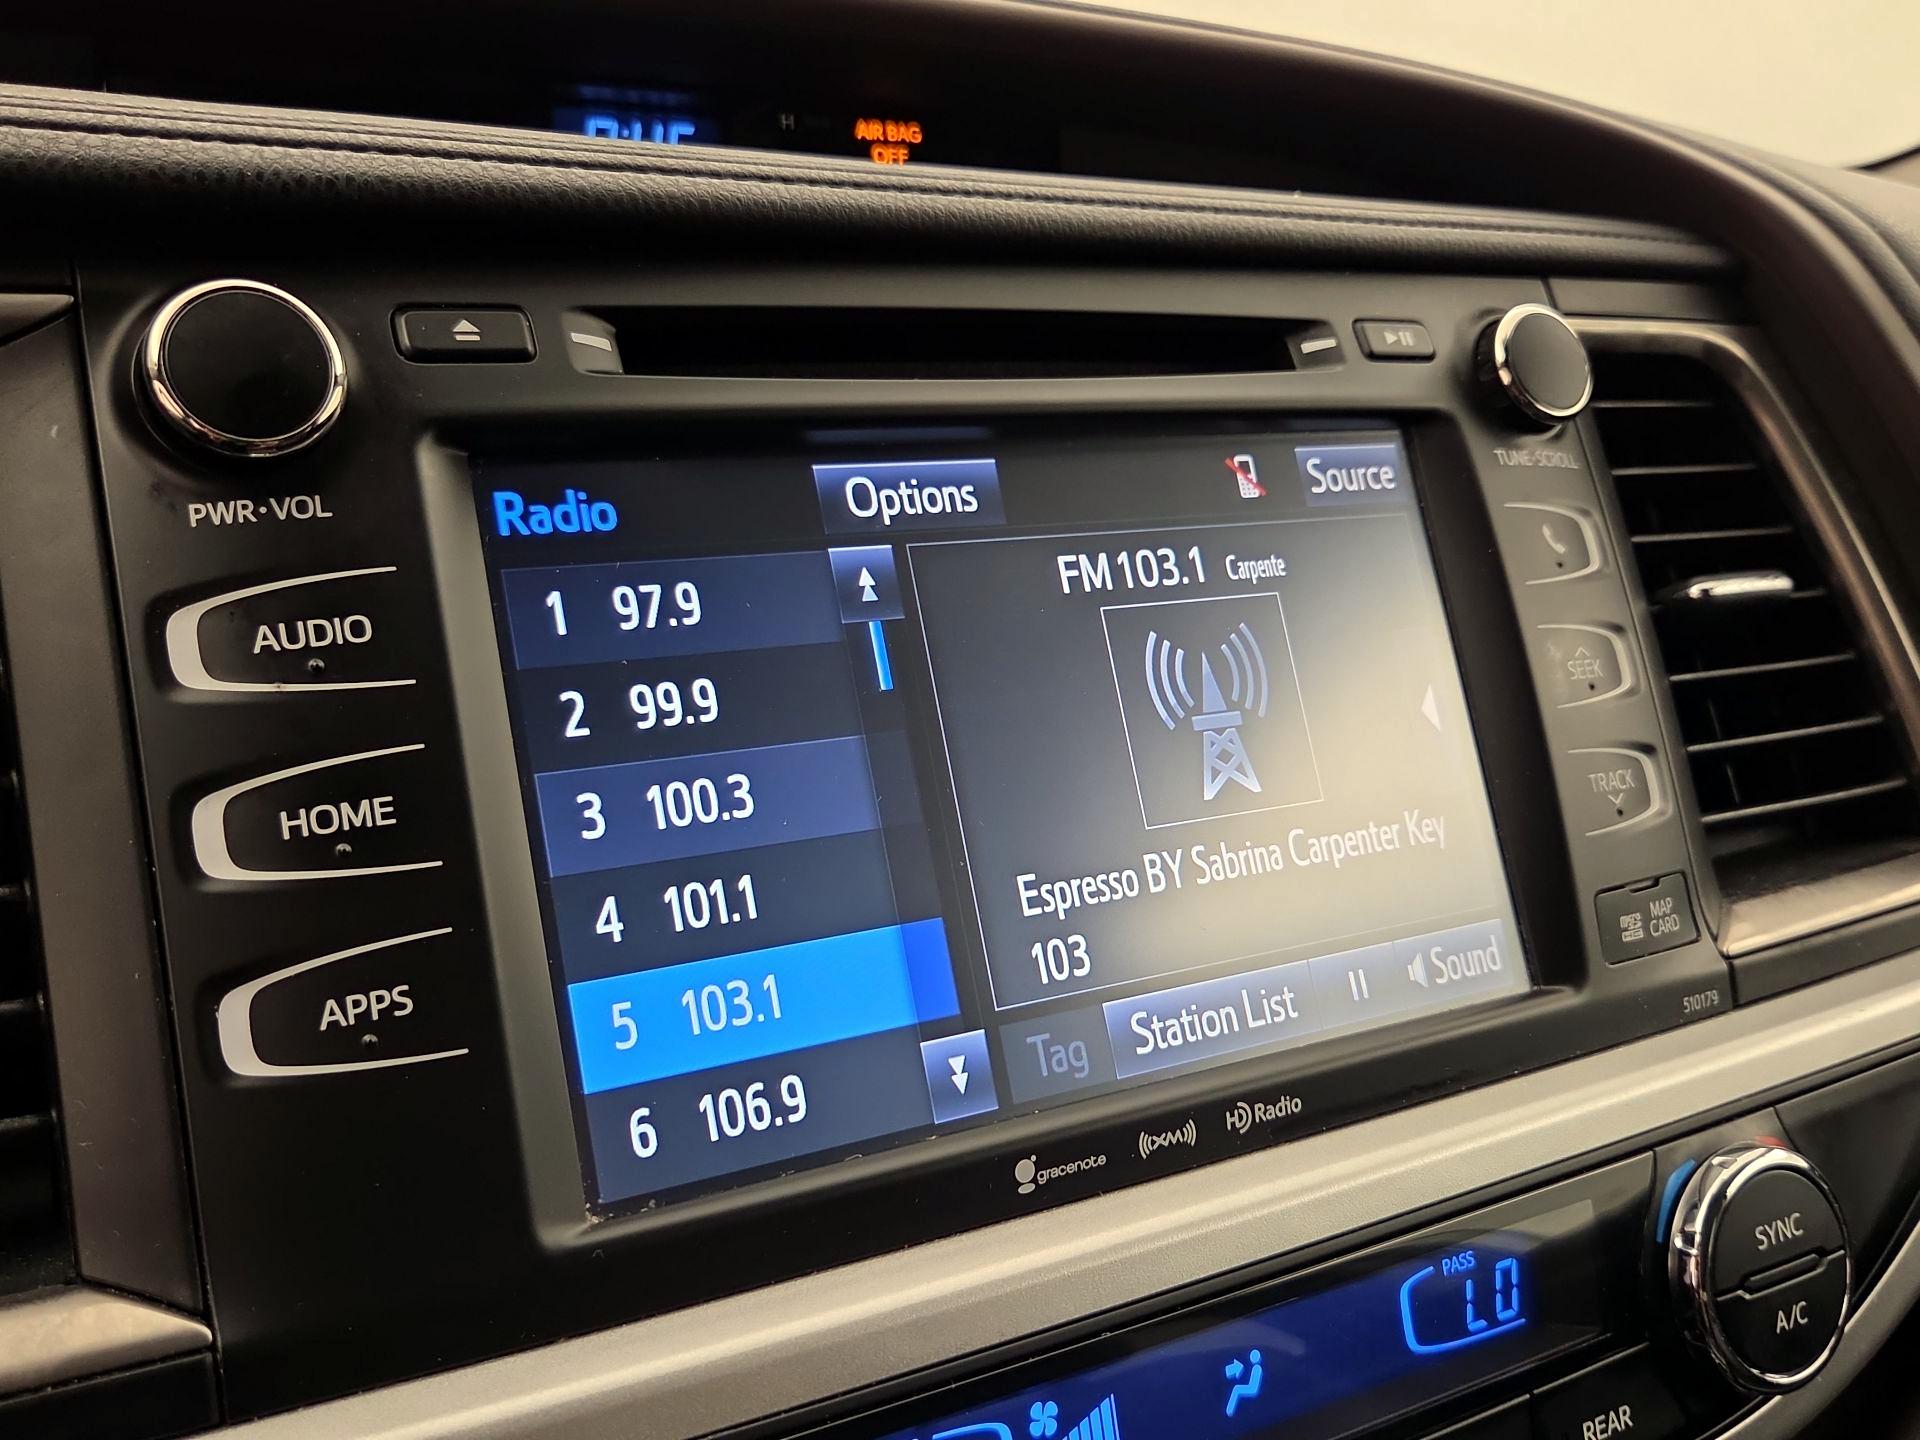 AIR BAG
OFF
PWR·VOL
TUNE·SCROLL
AUDIO
HOME
APPS
Radio
Options
Source
1 97.9
2 99.9
3 100.3
4 101.1
5 103.1
6 106.9
FM 103.1 Carpente
Espresso BY Sabrina Carpenter Key
103
Tag
Station List
Sound
SEEK
TRACK
MAP
CARD
510179
gracenote
((XM))
HD Radio
PASS
LO
SYNC
A/C
REAR